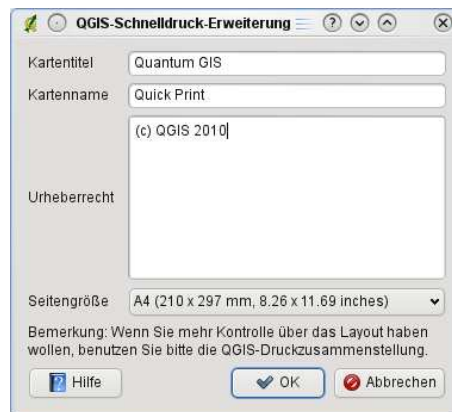 QGIS-Schnelldruck-Erweiterung
Kartentitel Quantum GIS
Kartenname Quick Print
(c) QGIS 2010
Urheberrecht
Seitengröße A4 (210 x 297 mm, 8.26 x 11.69 inches)
Bemerkung: Wenn Sie mehr Kontrolle über das Layout haben
wollen, benutzen Sie bitte die QGIS-Druckzusammenstellung.
Hilfe OK Abbrechen